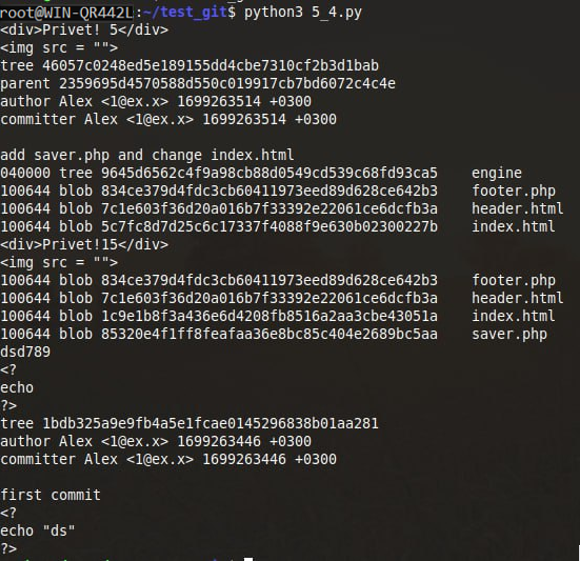 root@WIN-QR442L:~/test_git$ python3 5_4.py
<div>Privet! 5</div>
<img src = "">
tree 46057c0248ed5e189155dd4cbe7310cf2b3d1bab
parent 2359695d4570588d550c019917cb7bd6072c4c4e
author Alex <1@ex.x> 1699263514 +0300
committer Alex <1@ex.x> 1699263514 +0300

add saver.php and change index.html
040000 tree 9645d6562c4f9a98cb88d0549cd539c68fd93ca5    engine
100644 blob 834ce379d4fdc3cb60411973eed89d628ce642b3    footer.php
100644 blob 7c1e603f36d20a016b7f33392e22061ce6dcfb3a    header.html
100644 blob 5c7fc8d7d25c6c17337f4088f9e630b02300227b    index.html
<div>Privet!15</div>
<img src = "">
100644 blob 834ce379d4fdc3cb60411973eed89d628ce642b3    footer.php
100644 blob 7c1e603f36d20a016b7f33392e22061ce6dcfb3a    header.html
100644 blob 1c9e1b8f3a436e6d4208fb8516a2aa3cbe43051a    index.html
100644 blob 85320e4f1ff8feafaa36e8bc85c404e2689bc5aa    saver.php
dsd789
<?
echo
?>
tree 1bdb325a9e9fb4a5e1fcae0145296838b01aa281
author Alex <1@ex.x> 1699263446 +0300
committer Alex <1@ex.x> 1699263446 +0300

first commit
<?
echo "ds"
?>